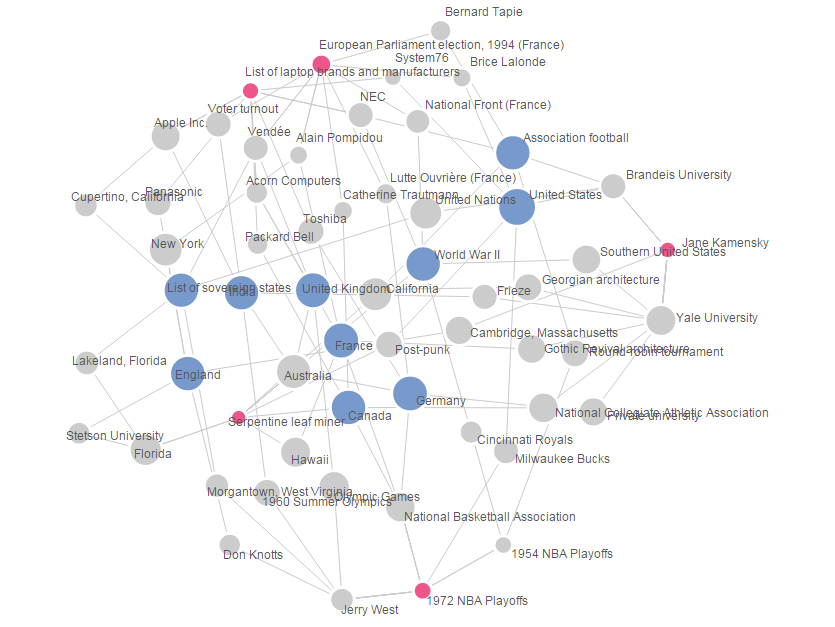 Bernard Tapie
European Parliament election, 1994 (France)
System76
Brice Lalonde
List of laptop brands and manufacturers
NEC
National Front (France)
Voter turnout
Apple Inc.
Vendée
Alain Pompidou
Association football
Brandeis University
Lutte Ouvrière (France)
Acorn Computers
Panasonic
Cupertino, California
Catherine Trautmann
United Nations
United States
Toshiba
Packard Bell
New York
Jane Kamensky
Southern United States
World War II
Georgian architecture
List of sovereign states
India
United Kingdom
California
Frieze
Yale University
Cambridge, Massachusetts
France
Post-punk
Gothic Revival architecture
Round-robin tournament
Lakeland, Florida
England
Australia
Germany
Canada
National Collegiate Athletic Association
Private university
Serpentine leaf miner
Stetson University
Cincinnati Royals
Florida
Hawaii
Milwaukee Bucks
Morgantown, West Virginia
Olympic Games
1960 Summer Olympics
National Basketball Association
Don Knotts
1954 NBA Playoffs
1972 NBA Playoffs
Jerry West